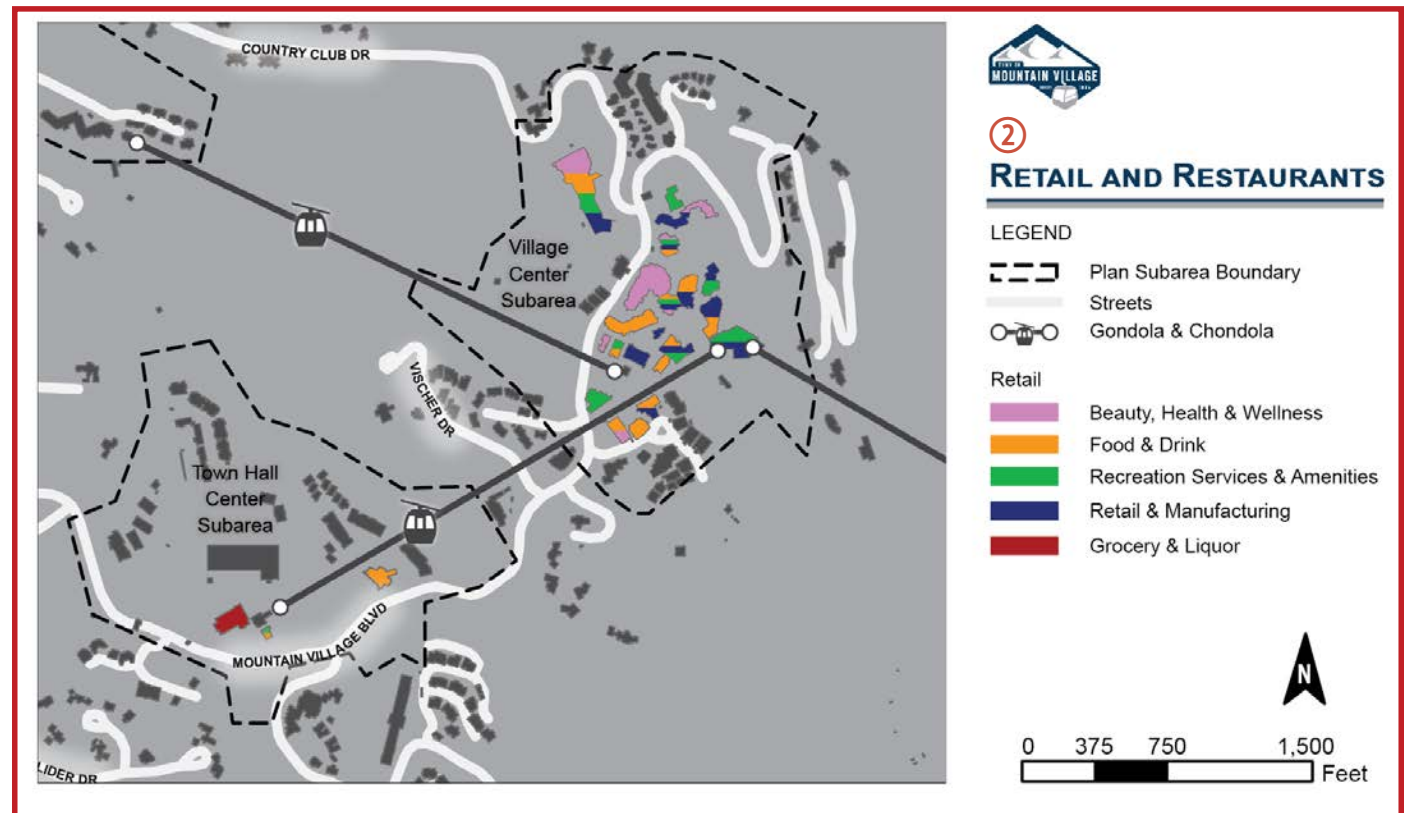 COUNTRY CLUB DR
Village
Center
Subarea
VISCHER DR
Town Hall
Center
Subarea
MOUNTAIN VILLAGE BLVD
LIDER DR
MOUNTAIN VILLAGE
②
RETAIL AND RESTAURANTS
LEGEND
Plan Subarea Boundary
Streets
Gondola & Chondola
Retail
Beauty, Health & Wellness
Food & Drink
Recreation Services & Amenities
Retail & Manufacturing
Grocery & Liquor
N
0 375 750 1,500
Feet